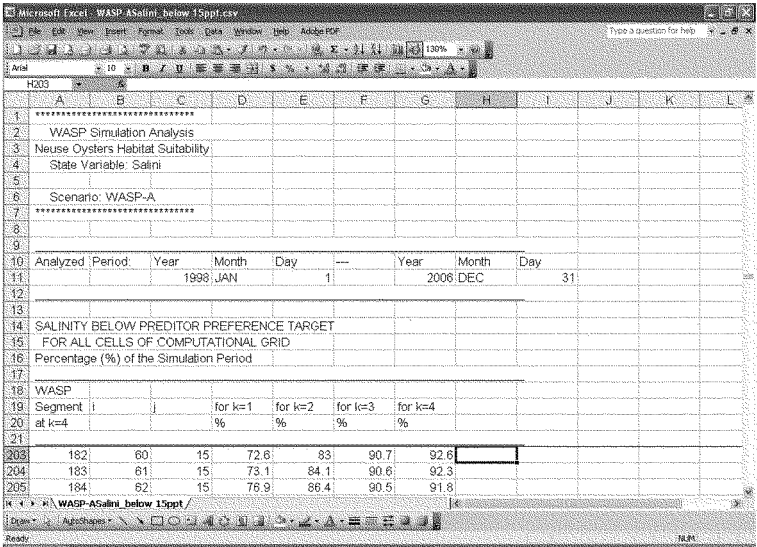 Microsoft Excel - WASP-ASalini_below 15ppt.csv
File Edit View Insert Format Tools Data Window Help Adobe PDF Type a question for help
130%
Arial 10 B I U
H203
A B C D E F G H I J K L
1 *******************************
2 WASP Simulation Analysis
3 Neuse Oysters Habitat Suitability
4 State Variable: Salini
5
6 Scenario: WASP-A
7 *******************************
8
9
10 Analyzed Period: Year Month Day --- Year Month Day
11 1998 JAN 1 2006 DEC 31
12
13
14 SALINITY BELOW PREDITOR PREFERENCE TARGET
15 FOR ALL CELLS OF COMPUTATIONAL GRID
16 Percentage (%) of the Simulation Period
17
18 WASP
19 Segment i j for k=1 for k=2 for k=3 for k=4
20 at k=4 % % % %
21
203 182 60 15 72.6 83 90.7 92.6
204 183 61 15 73.1 84.1 90.6 92.3
205 184 62 15 76.9 86.4 90.5 91.8
WASP-ASalini_below 15ppt
Draw AutoShapes
Ready NUM